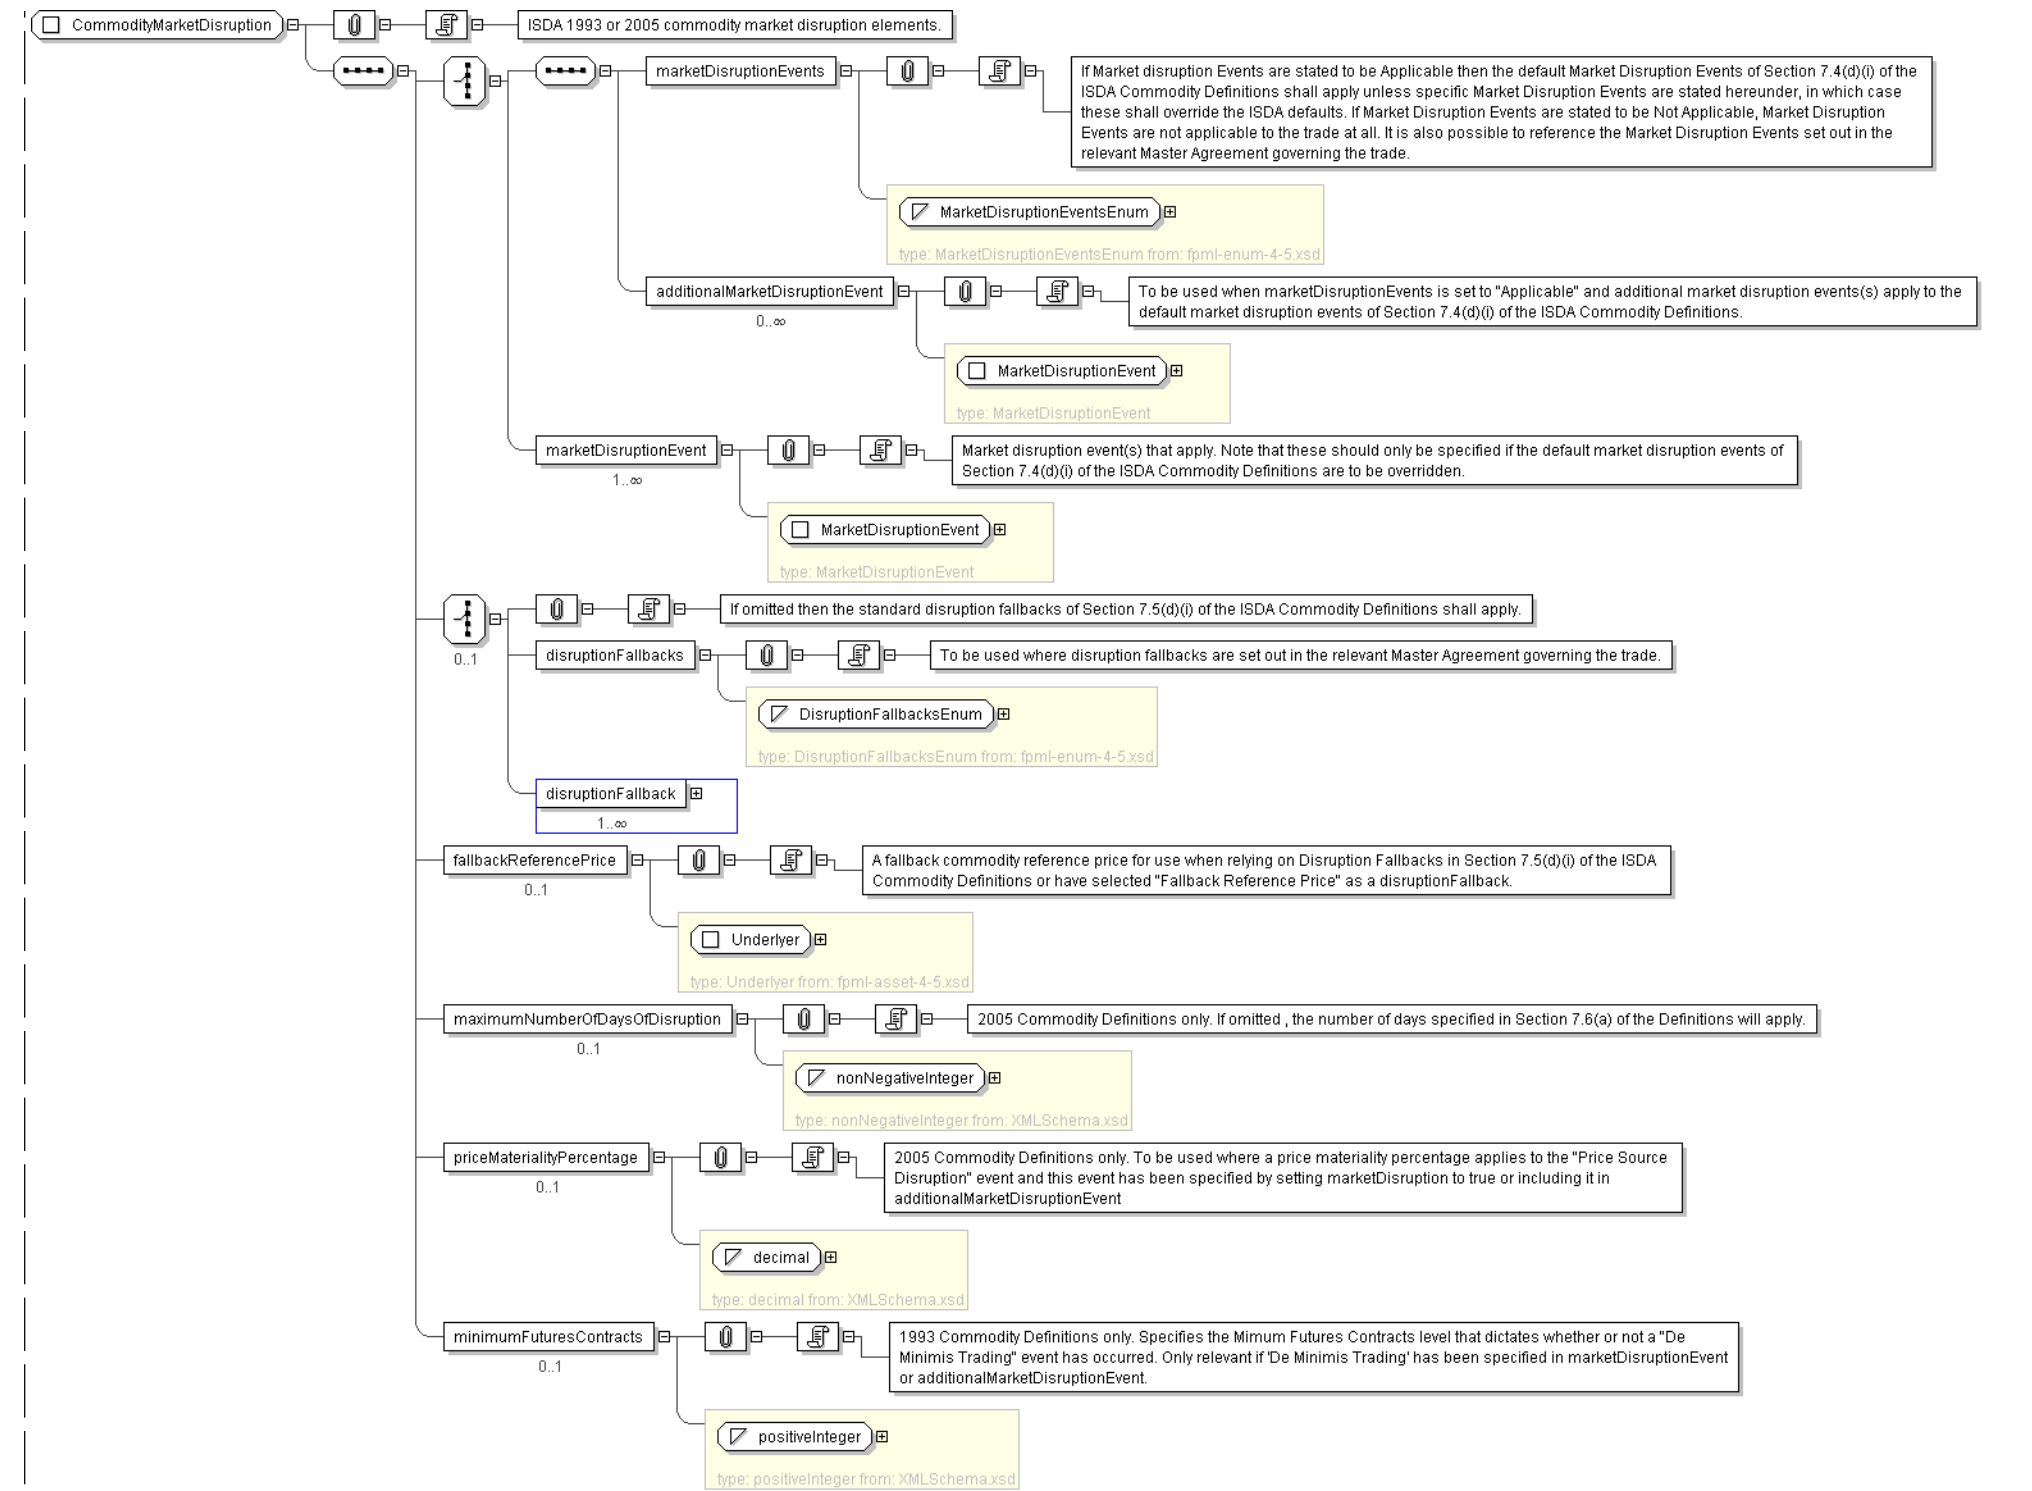 CommodityMarketDisruption
ISDA 1993 or 2005 commodity market disruption elements.
marketDisruptionEvents
If Market disruption Events are stated to be Applicable then the default Market Disruption Events of Section 7.4(d)(i) of the
ISDA Commodity Definitions shall apply unless specific Market Disruption Events are stated hereunder, in which case
these shall override the ISDA defaults. If Market Disruption Events are stated to be Not Applicable, Market Disruption
Events are not applicable to the trade at all. It is also possible to reference the Market Disruption Events set out in the
relevant Master Agreement governing the trade.
MarketDisruptionEventsEnum
type: MarketDisruptionEventsEnum from: fpml-enum-4-5.xsd
additionalMarketDisruptionEvent
0..∞
To be used when marketDisruptionEvents is set to "Applicable" and additional market disruption events(s) apply to the
default market disruption events of Section 7.4(d)(i) of the ISDA Commodity Definitions.
MarketDisruptionEvent
type: MarketDisruptionEvent
marketDisruptionEvent
1..∞
Market disruption event(s) that apply. Note that these should only be specified if the default market disruption events of
Section 7.4(d)(i) of the ISDA Commodity Definitions are to be overridden.
MarketDisruptionEvent
type: MarketDisruptionEvent
0..1
If omitted then the standard disruption fallbacks of Section 7.5(d)(i) of the ISDA Commodity Definitions shall apply.
disruptionFallbacks
To be used where disruption fallbacks are set out in the relevant Master Agreement governing the trade.
DisruptionFallbacksEnum
type: DisruptionFallbacksEnum from: fpml-enum-4-5.xsd
disruptionFallback
1..∞
fallbackReferencePrice
0..1
A fallback commodity reference price for use when relying on Disruption Fallbacks in Section 7.5(d)(i) of the ISDA
Commodity Definitions or have selected "Fallback Reference Price" as a disruptionFallback.
Underlyer
type: Underlyer from: fpml-asset-4-5.xsd
maximumNumberOfDaysOfDisruption
0..1
2005 Commodity Definitions only. If omitted , the number of days specified in Section 7.6(a) of the Definitions will apply.
nonNegativeInteger
type: nonNegativeInteger from: XMLSchema.xsd
priceMaterialityPercentage
0..1
2005 Commodity Definitions only. To be used where a price materiality percentage applies to the "Price Source
Disruption" event and this event has been specified by setting marketDisruption to true or including it in
additionalMarketDisruptionEvent
decimal
type: decimal from: XMLSchema.xsd
minimumFuturesContracts
0..1
1993 Commodity Definitions only. Specifies the Mimum Futures Contracts level that dictates whether or not a "De
Minimis Trading" event has occurred. Only relevant if 'De Minimis Trading' has been specified in marketDisruptionEvent
or additionalMarketDisruptionEvent.
positiveInteger
type: positiveInteger from: XMLSchema.xsd